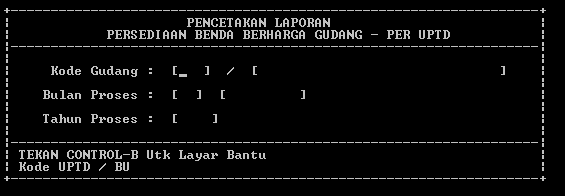 PENCETAKAN LAPORAN
PERSEDIAAN BENDA BERHARGA GUDANG - PER UPTD
Kode Gudang : [_ ] / [ ]
Bulan Proses : [ ] [ ]
Tahun Proses : [ ]
TEKAN CONTROL-B Utk Layar Bantu
Kode UPTD / BU